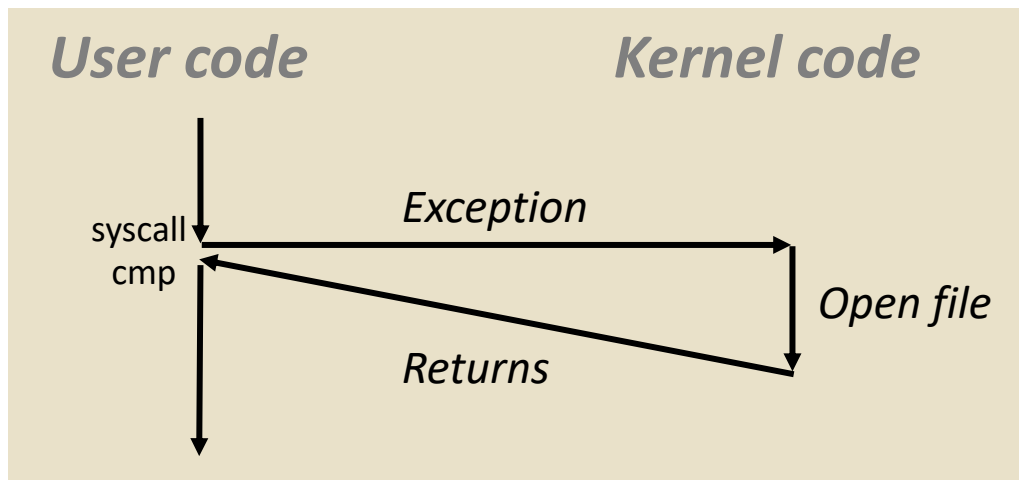 User code
Kernel code
Exception
syscall
cmp
Open file
Returns